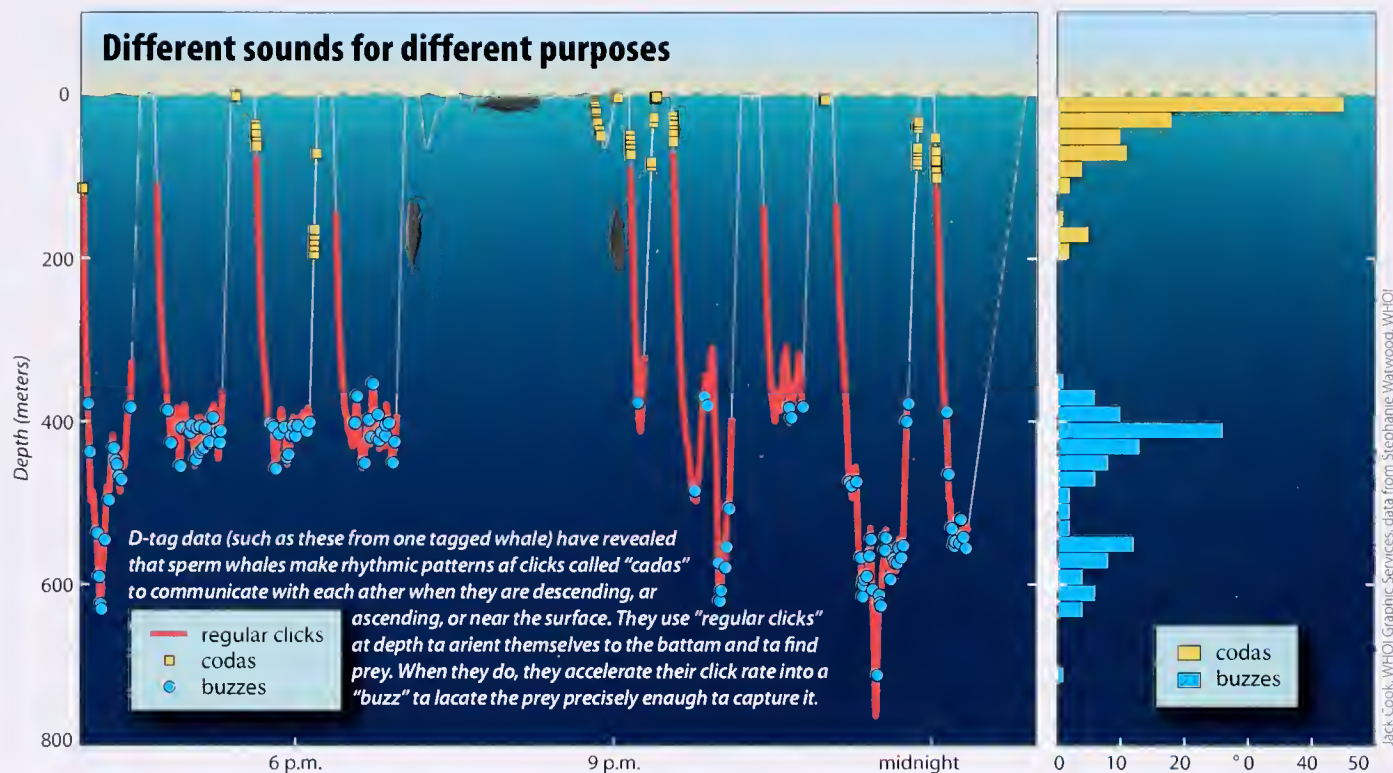 Different sounds for different purposes
0
200
400
600
800
Depth (meters)
D-tag data (such as these from one tagged whale) have revealed
that sperm whales make rhythmic patterns af clicks called "cadas"
to communicate with each ather when they are descending, ar
ascending, or near the surface. They use "regular clicks"
at depth ta arient themselves to the battam and ta find
prey. When they do, they accelerate their click rate into a
"buzz" ta lacate the prey precisely enaugh ta capture it.
regular clicks
codas
buzzes
6 p.m.
9 p.m.
midnight
codas
buzzes
0 10 20 °0 40 50
Jack Cook, WHOI Graphic Services, data from Stephanie Watwood, WHOI